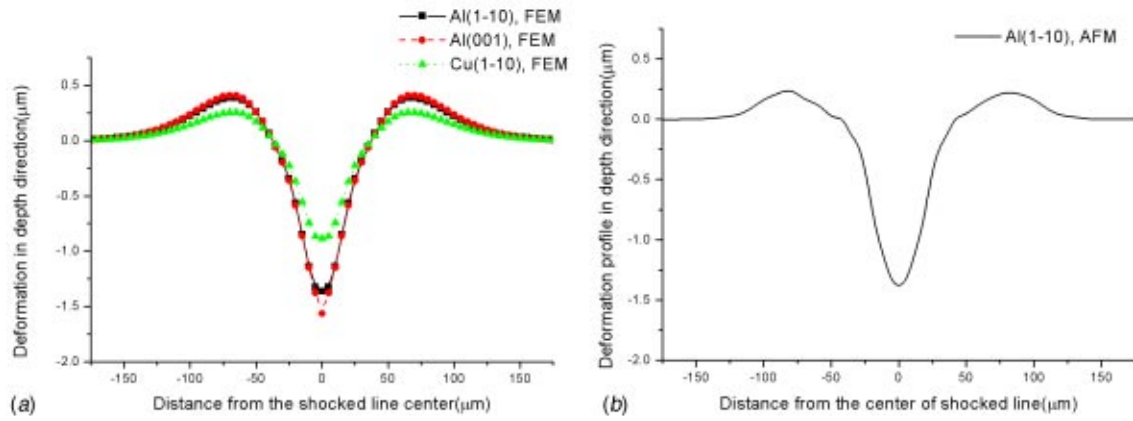 Al(1-10), FEM
Al(001), FEM
Cu(1-10), FEM
Deformation in depth direction(μm)
0.5
0.0
-0.5
-1.0
-1.5
-2.0
-150
-100
-50
0
50
100
150
Distance from the shocked line center(μm)
(a)
Al(1-10), AFM
Deformation profile in depth direction(μm)
0.5
0.0
-0.5
-1.0
-1.5
-2.0
-150
-100
-50
0
50
100
150
Distance from the center of shocked line(μm)
(b)